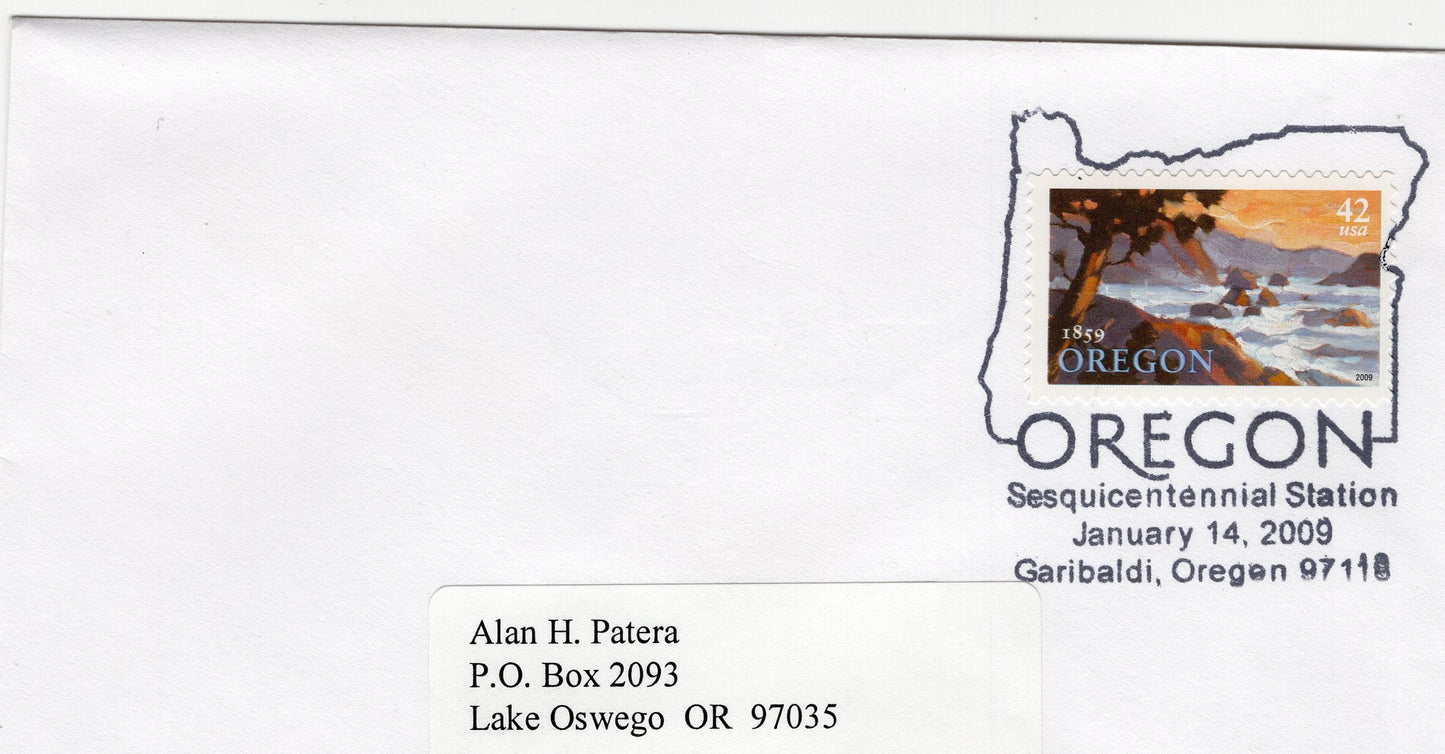 42
usa
1859
OREGON
2009
OREGON
Sesquicentennial Station
January 14, 2009
Garibaldi, Oregon 97118
Alan H. Patera
P.O. Box 2093
Lake Oswego OR 97035